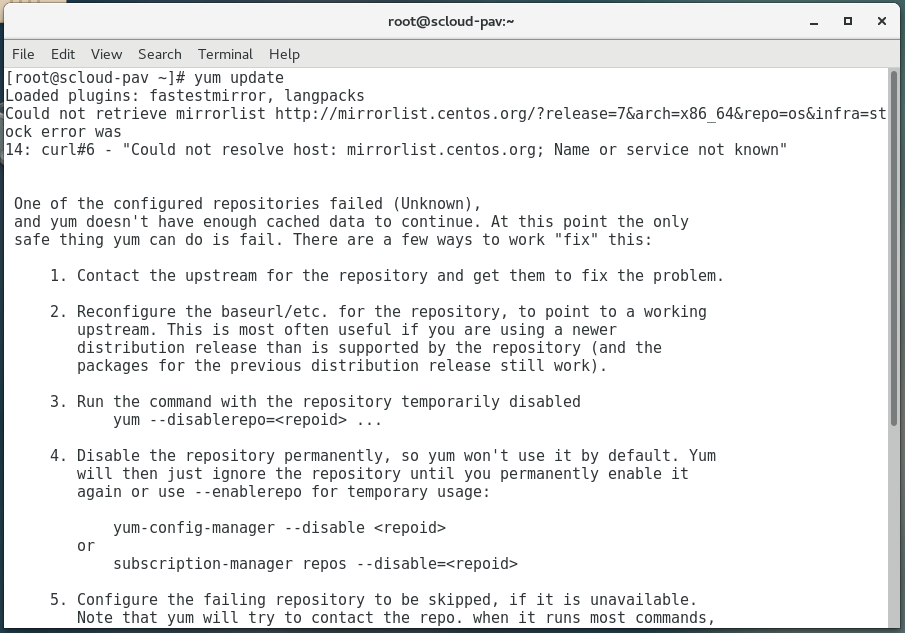 root@scloud-pav:~
File Edit View Search Terminal Help
[root@scloud-pav ~]# yum update
Loaded plugins: fastestmirror, langpacks
Could not retrieve mirrorlist http://mirrorlist.centos.org/?release=7&arch=x86_64&repo=os&infra=st
ock error was
14: curl#6 - "Could not resolve host: mirrorlist.centos.org; Name or service not known"
One of the configured repositories failed (Unknown),
and yum doesn't have enough cached data to continue. At this point the only
safe thing yum can do is fail. There are a few ways to work "fix" this:
1. Contact the upstream for the repository and get them to fix the problem.
2. Reconfigure the baseurl/etc. for the repository, to point to a working
upstream. This is most often useful if you are using a newer
distribution release than is supported by the repository (and the
packages for the previous distribution release still work).
3. Run the command with the repository temporarily disabled
yum --disablerepo=<repoid> ...
4. Disable the repository permanently, so yum won't use it by default. Yum
will then just ignore the repository until you permanently enable it
again or use --enablerepo for temporary usage:
yum-config-manager --disable <repoid>
or
subscription-manager repos --disable=<repoid>
5. Configure the failing repository to be skipped, if it is unavailable.
Note that yum will try to contact the repo. when it runs most commands,